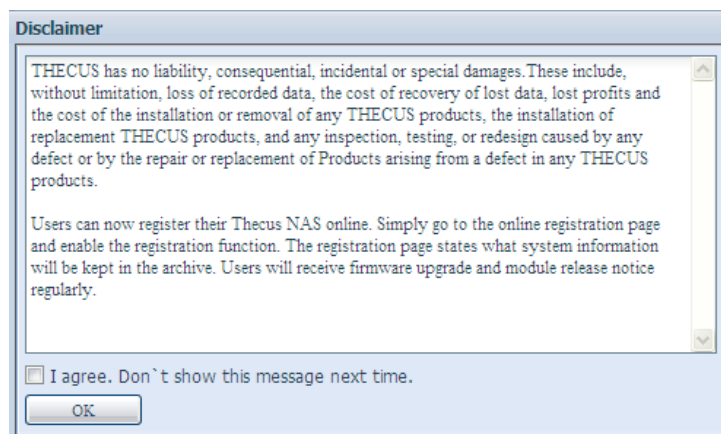 Disclaimer
THECUS has no liability, consequential, incidental or special damages.These include,
without limitation, loss of recorded data, the cost of recovery of lost data, lost profits and
the cost of the installation or removal of any THECUS products, the installation of
replacement THECUS products, and any inspection, testing, or redesign caused by any
defect or by the repair or replacement of Products arising from a defect in any THECUS
products.
Users can now register their Thecus NAS online. Simply go to the online registration page
and enable the registration function. The registration page states what system information
will be kept in the archive. Users will receive firmware upgrade and module release notice
regularly.
I agree. Don`t show this message next time.
OK